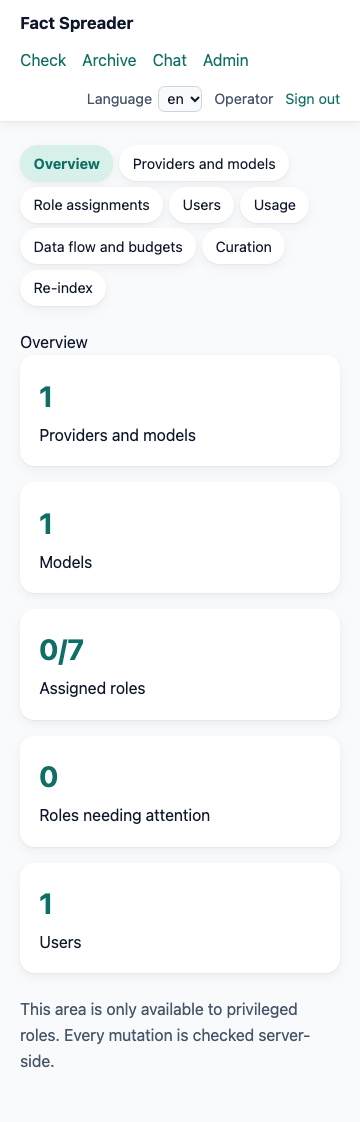 Fact Spreader
Check Archive Chat Admin
Language en Operator Sign out
Overview Providers and models
Role assignments Users Usage
Data flow and budgets Curation
Re-index
Overview
1
Providers and models
1
Models
0/7
Assigned roles
0
Roles needing attention
1
Users
This area is only available to privileged
roles. Every mutation is checked server-
side.